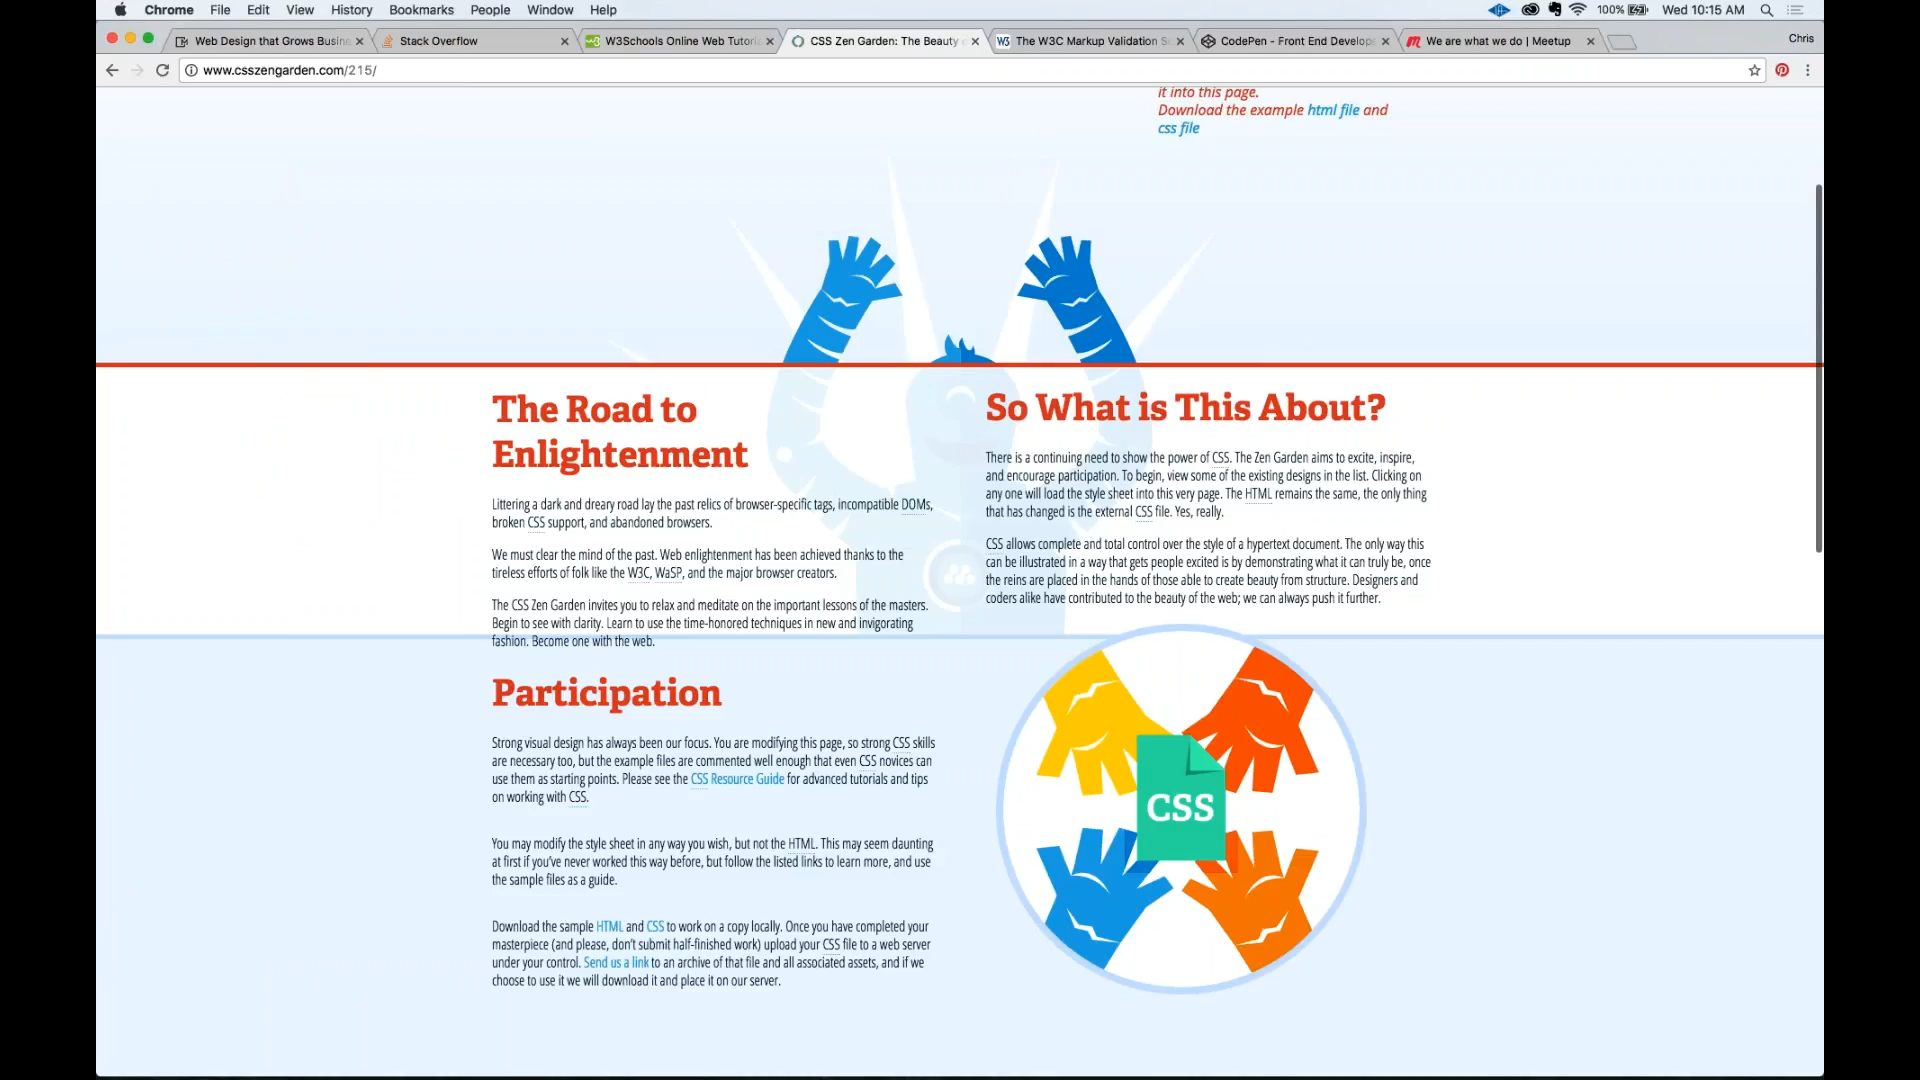 Chrome File Edit View History Bookmarks People Window Help 100% Wed 10:15 AM
Web Design that Grows Busine
Stack Overflow
W3Schools Online Web Tutori
CSS Zen Garden: The Beauty
The W3C Markup Validation S
CodePen - Front End Develop
We are what we do | Meetup
Chris
www.csszengarden.com/215/
it into this page.
Download the example html file and
css file
The Road to
Enlightenment
Littering a dark and dreary road lay the past relics of browser-specific tags, incompatible DOMs,
broken CSS support, and abandoned browsers.
We must clear the mind of the past. Web enlightenment has been achieved thanks to the
tireless efforts of folk like the W3C, WaSP, and the major browser creators.
The CSS Zen Garden invites you to relax and meditate on the important lessons of the masters.
Begin to see with clarity. Learn to use the time-honored techniques in new and invigorating
fashion. Become one with the web.
So What is This About?
There is a continuing need to show the power of CSS. The Zen Garden aims to excite, inspire,
and encourage participation. To begin, view some of the existing designs in the list. Clicking on
any one will load the style sheet into this very page. The HTML remains the same, the only thing
that has changed is the external CSS file. Yes, really.
CSS allows complete and total control over the style of a hypertext document. The only way this
can be illustrated in a way that gets people excited is by demonstrating what it can truly be, once
the reins are placed in the hands of those able to create beauty from structure. Designers and
coders alike have contributed to the beauty of the web; we can always push it further.
Participation
Strong visual design has always been our focus. You are modifying this page, so strong CSS skills
are necessary too, but the example files are commented well enough that even CSS novices can
use them as starting points. Please see the CSS Resource Guide for advanced tutorials and tips
on working with CSS.
You may modify the style sheet in any way you wish, but not the HTML. This may seem daunting
at first if you've never worked this way before, but follow the listed links to learn more, and use
the sample files as a guide.
Download the sample HTML and CSS to work on a copy locally. Once you have completed your
masterpiece (and please, don't submit half-finished work) upload your CSS file to a web server
under your control. Send us a link to an archive of that file and all associated assets, and if we
choose to use it we will download it and place it on our server.
CSS